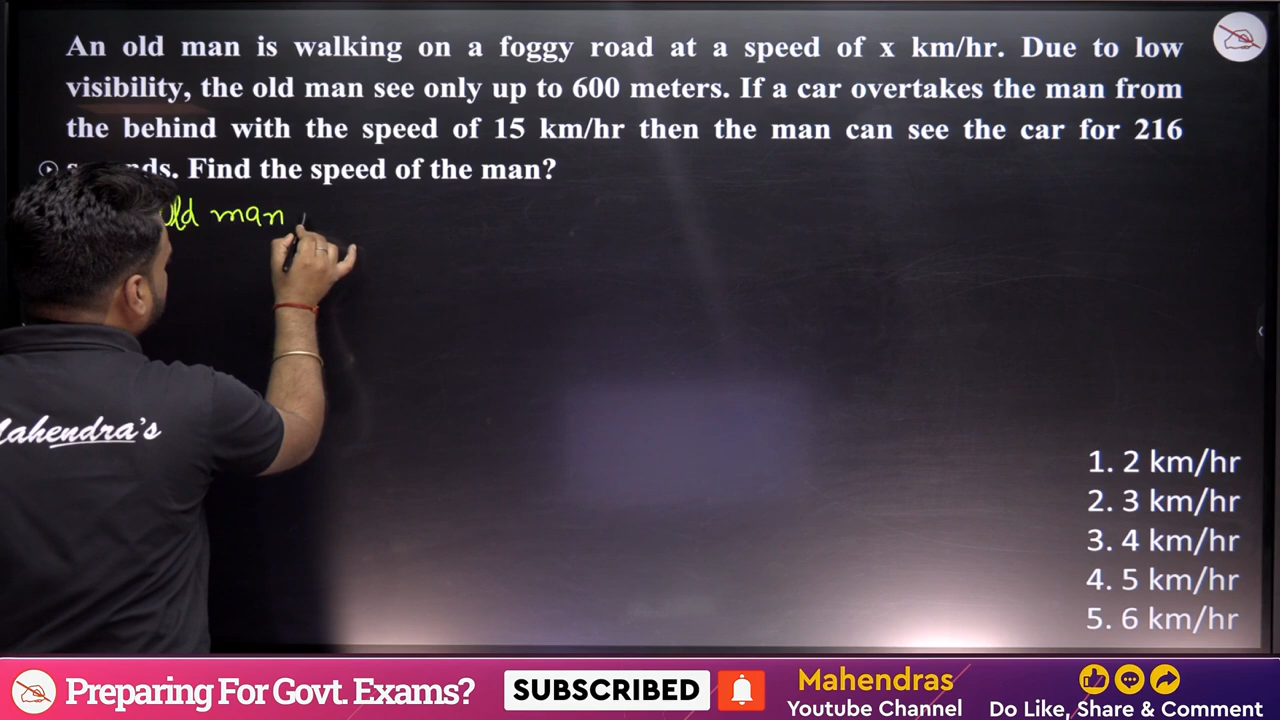 An old man is walking on a foggy road at a speed of x km/hr. Due to low
visibility, the old man see only up to 600 meters. If a car overtakes the man from
the behind with the speed of 15 km/hr then the man can see the car for 216
Find the speed of the man?
old man
Mahendra's
1. 2 km/hr
2. 3 km/hr
3. 4 km/hr
4. 5 km/hr
5. 6 km/hr
Preparing For Govt. Exams?
SUBSCRIBED
Mahendras
Youtube Channel
Do Like, Share & Comment